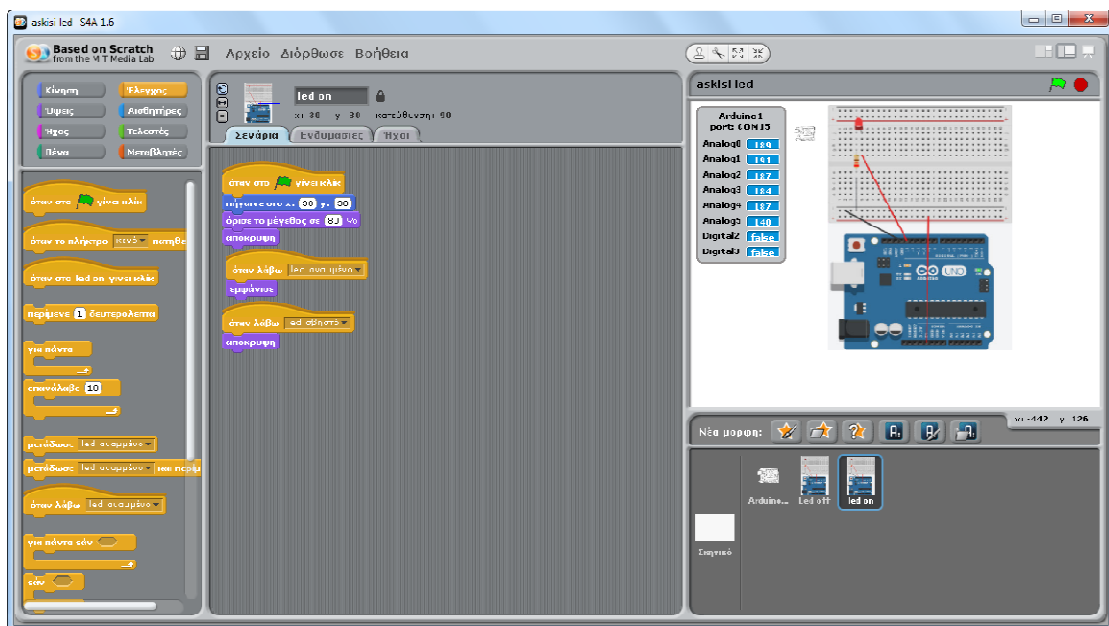 askisi led S4A 1.6
Based on Scratch
from the MIT Media Lab
Αρχείο Διόρθωσε Βοήθεια
Κίνηση
Έλεγχος
Όψεις
Αισθητήρες
Ήχος
Τελεστές
Πένα
Μεταβλητές
όταν στο γίνει κλικ
όταν το πλήκτρο κενό πατηθε
όταν στο led on γίνει κλικ
περίμενε 1 δευτερόλεπτα
για πάντα
επανάλαβε 10
μετάδωσε led αναμμένο
μετάδωσε led αναμμένο και περίμ
όταν λάβω led αναμμένο
για πάντα εάν
εάν
led on
x: 30 y: 30 κατεύθυνση: 90
Σενάρια
Ενδυμασίες
Ήχοι
όταν στο γίνει κλικ
πήγαινε στο x: y:
όρισε το μέγεθος σε %
απόκρυψη
όταν λάβω led αναμμένο
εμφάνισε
όταν λάβω led σβηστό
απόκρυψη
askisi led
Arduino1
port: COM15
Analog0 189
Analog1 191
Analog2 187
Analog3 184
Analog4 187
Analog5 140
Digital2 false
Digital3 false
UNO
x: -442 y: 126
Νέα μορφή:
Arduino...
Led off
led on
Σκηνικό